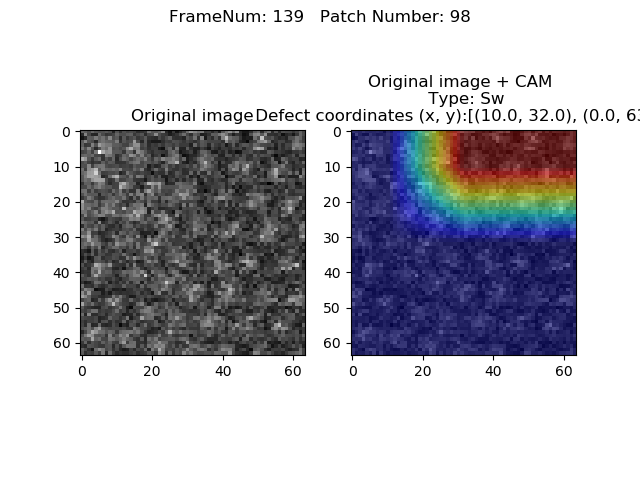 FrameNum: 139   Patch Number: 98
Original image + CAM
Type: Sw
Original image
Defect coordinates (x, y):[(10.0, 32.0), (0.0, 63
0
10
20
30
40
50
60
0 20 40 60
0
10
20
30
40
50
60
0 20 40 60